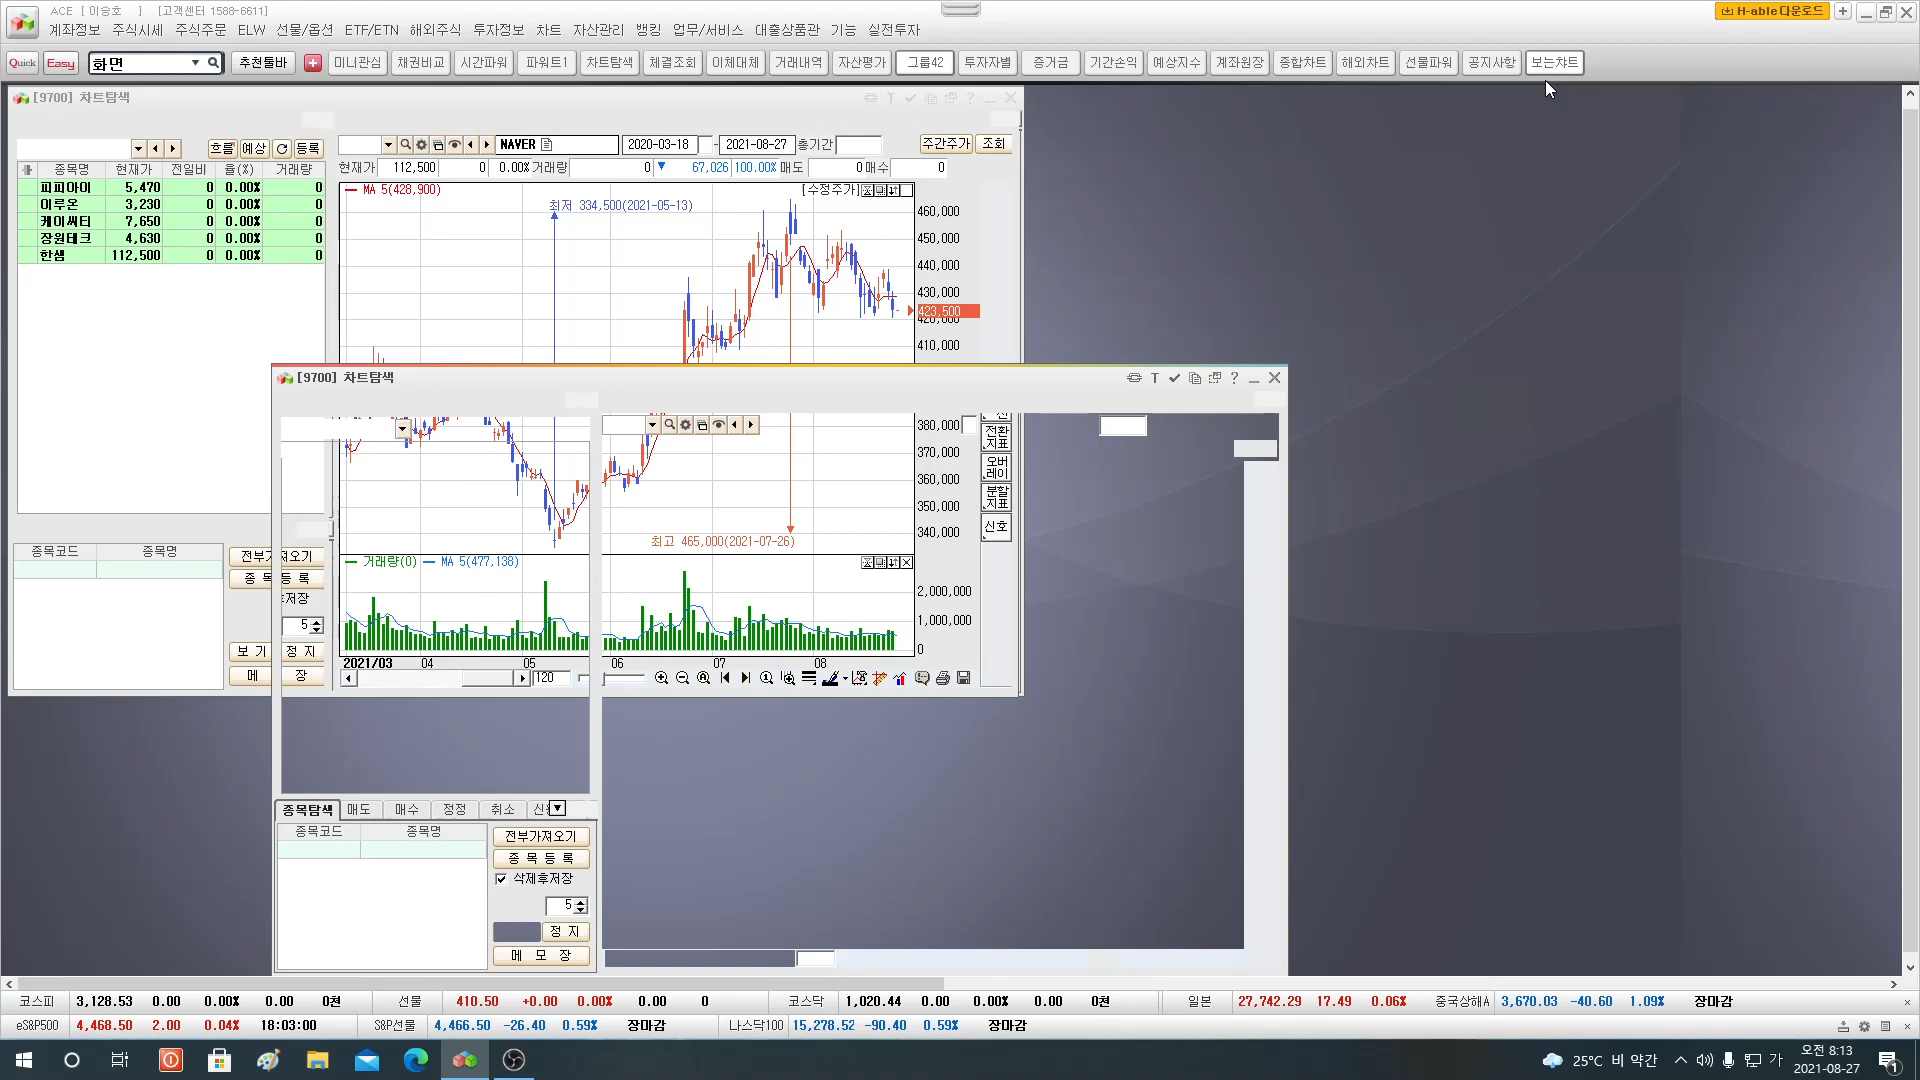 ACE [ 이승호 ] [고객센터 1588-6611]
H-able다운로드
계좌정보 주식시세 주식주문 ELW 선물/옵션 ETF/ETN 해외주식 투자정보 차트 자산관리 뱅킹 업무/서비스 대출상품관 기능 실전투자
Quick Easy 화면 추천툴바 미니관심 채권비교 시간파워 파워트1 차트탐색 체결조회 이체대체 거래내역 자산평가 그룹42 투자자별 증거금 기간손익 예상지수 계좌원장 종합차트 해외차트 선물파워 공지사항 보는차트
[9700] 차트탐색
흐름 예상 등록
NAVER 2020-03-18 - 2021-08-27 총기간 주간주가 조회
종목명 현재가 전일비 율(%) 거래량
현재가 112,500 0 0.00% 거래량 0 ▼ 67,026 100.00% 매도 0 매수 0
피피아이 5,470 0 0.00% 0
이루온 3,230 0 0.00% 0
케이씨티 7,650 0 0.00% 0
장원테크 4,630 0 0.00% 0
한샘 112,500 0 0.00% 0
MA 5(428,900)
[수정주가]
최저 334,500(2021-05-13)
460,000
450,000
440,000
430,000
423,500
420,000
410,000
[9700] 차트탐색
380,000
370,000
360,000
350,000
340,000
전환
지표
오버
레이
분할
지표
신호
최고 465,000(2021-07-26)
거래량(0) MA 5(477,138)
2,000,000
1,000,000
0
2021/03 04 05 06 07 08
120
종목코드 종목명
전부가져오기
종 목 등 록
후저장
5
보 기 정 지
메 장
종목탐색 매도 매수 정정 취소
종목코드 종목명
전부가져오기
종 목 등 록
삭제후저장
5
정 지
메 모 장
코스피 3,128.53 0.00 0.00% 0.00 0천 선물 410.50 +0.00 0.00% 0.00 0 코스닥 1,020.44 0.00 0.00% 0.00 0천 일본 27,742.29 17.49 0.06% 중국상해A 3,670.03 -40.60 1.09% 장마감
eS&P500 4,468.50 2.00 0.04% 18:03:00 S&P선물 4,466.50 -26.40 0.59% 장마감 나스닥100 15,278.52 -90.40 0.59% 장마감
25°C 비 약간 가 오전 8:13
2021-08-27
1